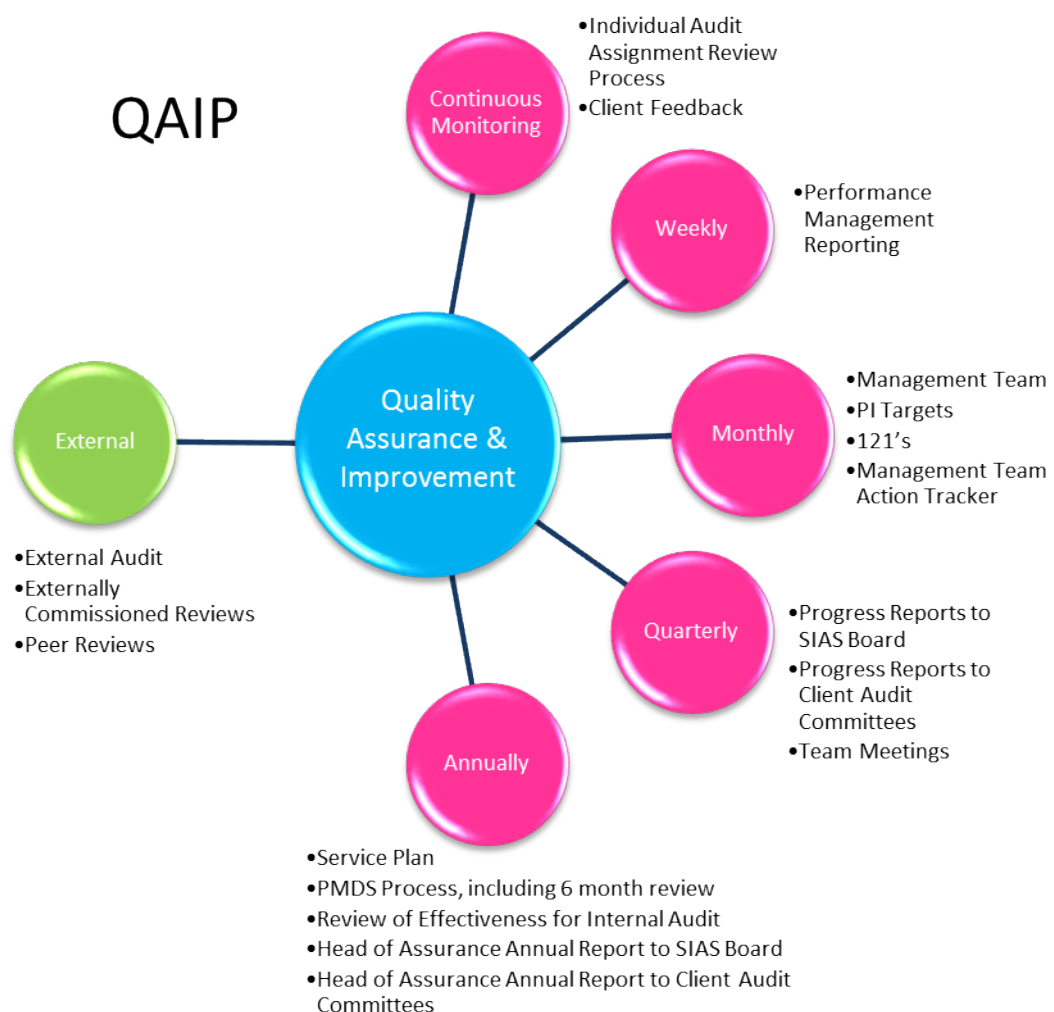 QAIP
Continuous
Monitoring
•Individual Audit
Assignment Review
Process
•Client Feedback
Weekly
•Performance
Management
Reporting
Monthly
•Management Team
•PI Targets
•121’s
•Management Team
Action Tracker
Quality
Assurance &
Improvement
External
•External Audit
•Externally
Commissioned Reviews
•Peer Reviews
Quarterly
•Progress Reports to
SIAS Board
•Progress Reports to
Client Audit
Committees
•Team Meetings
Annually
•Service Plan
•PMDS Process, including 6 month review
•Review of Effectiveness for Internal Audit
•Head of Assurance Annual Report to SIAS Board
•Head of Assurance Annual Report to Client Audit
Committees